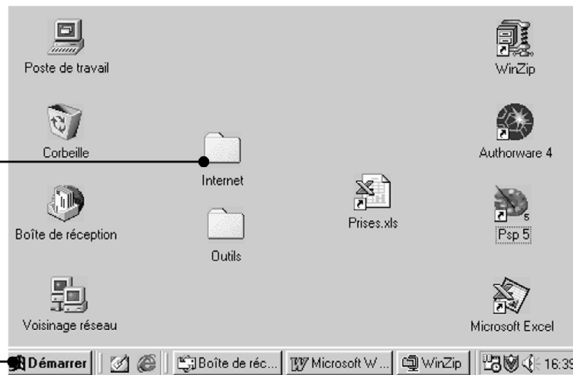 Poste de travail
WinZip
Corbeille
Authorware 4
Internet
Prises.xls
Boîte de réception
Psp 5
Outils
Voisinage réseau
Microsoft Excel
Démarrer
Boîte de réc...
Microsoft W...
WinZip
16:39